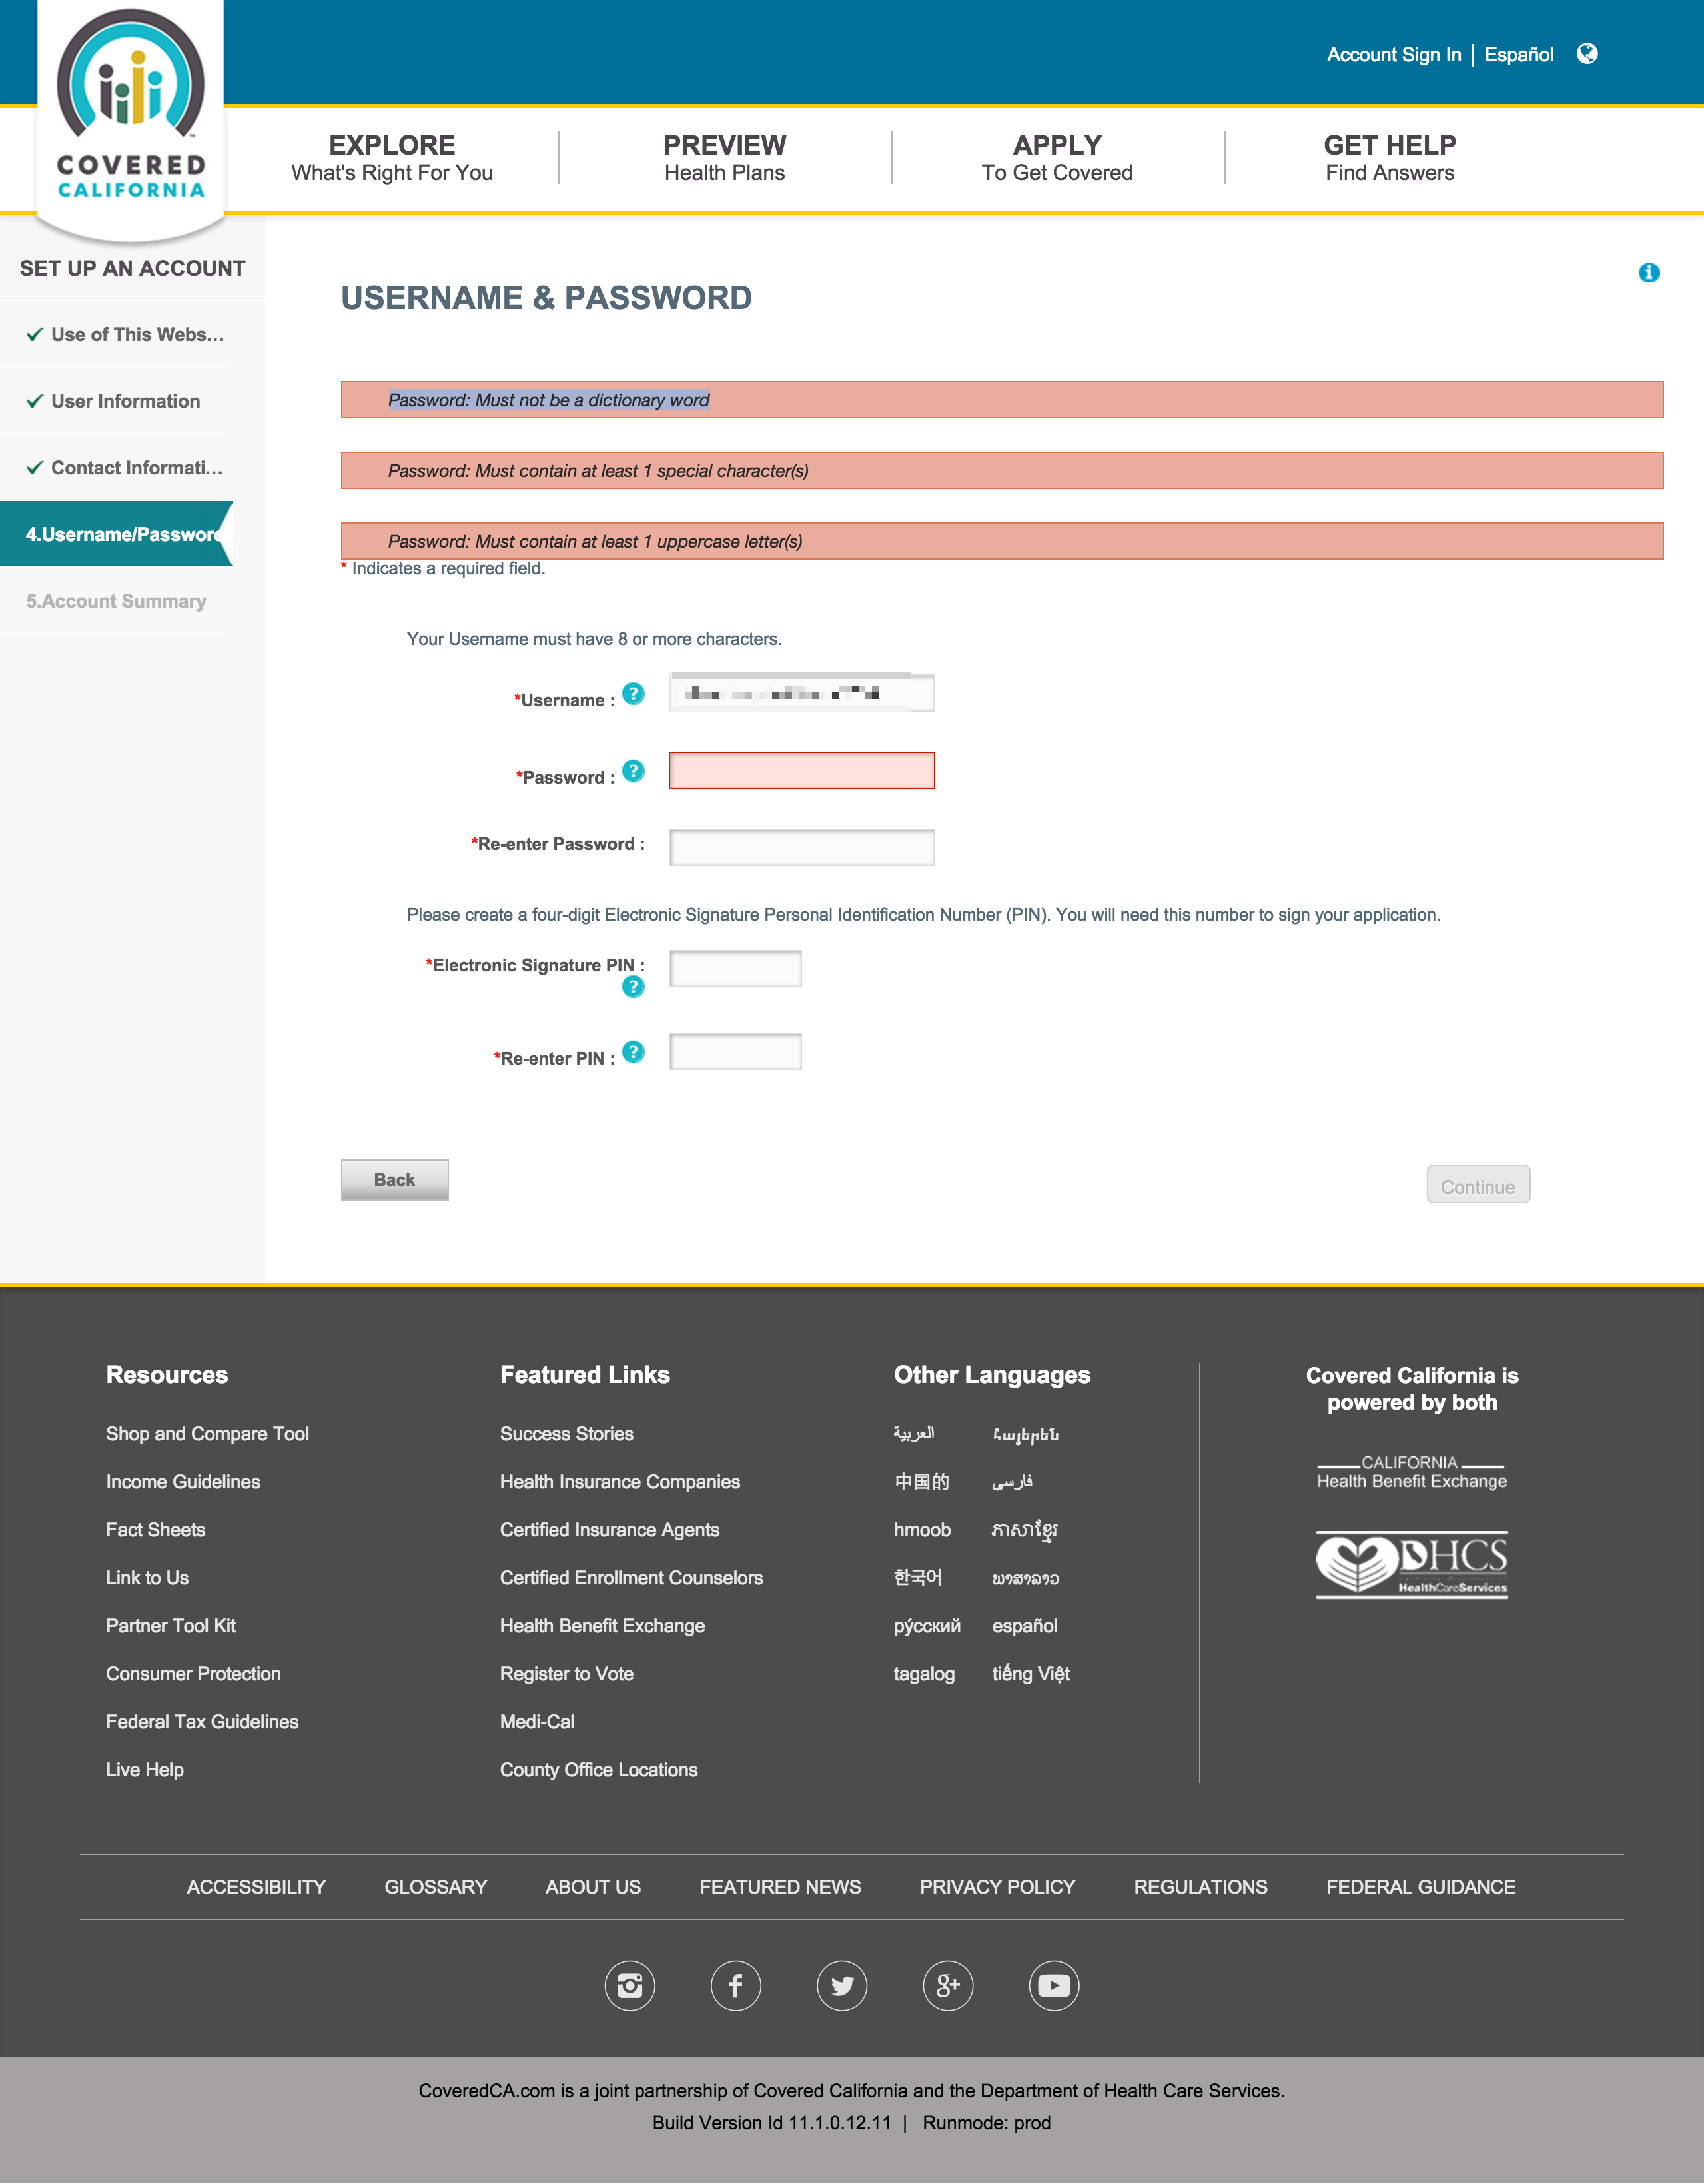 Account Sign In | Español
COVERED
CALIFORNIA
EXPLORE
What's Right For You
PREVIEW
Health Plans
APPLY
To Get Covered
GET HELP
Find Answers
SET UP AN ACCOUNT
Use of This Webs...
User Information
Contact Informati...
4.Username/Password
5.Account Summary
USERNAME & PASSWORD
Password: Must not be a dictionary word
Password: Must contain at least 1 special character(s)
Password: Must contain at least 1 uppercase letter(s)
* Indicates a required field.
Your Username must have 8 or more characters.
*Username : ?
*Password : ?
*Re-enter Password :
Please create a four-digit Electronic Signature Personal Identification Number (PIN). You will need this number to sign your application.
*Electronic Signature PIN :
?
*Re-enter PIN : ?
Back
Continue
Resources
Shop and Compare Tool
Income Guidelines
Fact Sheets
Link to Us
Partner Tool Kit
Consumer Protection
Federal Tax Guidelines
Live Help
Featured Links
Success Stories
Health Insurance Companies
Certified Insurance Agents
Certified Enrollment Counselors
Health Benefit Exchange
Register to Vote
Medi-Cal
County Office Locations
Other Languages
العربية Հայերեն
中国的 فارسی
hmoob ភាសាខ្មែរ
한국어 ພາສາລາວ
рýсский español
tagalog tiếng Việt
Covered California is
powered by both
CALIFORNIA
Health Benefit Exchange
DHCS
HealthCareServices
ACCESSIBILITY GLOSSARY ABOUT US FEATURED NEWS PRIVACY POLICY REGULATIONS FEDERAL GUIDANCE
CoveredCA.com is a joint partnership of Covered California and the Department of Health Care Services.
Build Version Id 11.1.0.12.11 | Runmode: prod